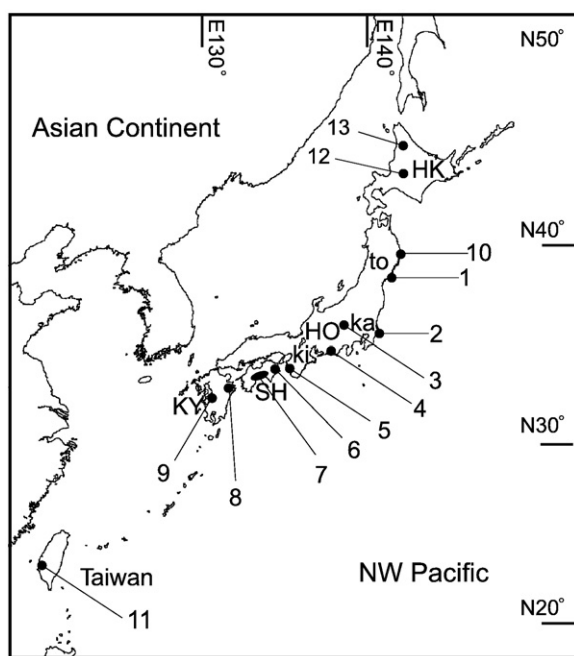 E130°
E140°
N50°
Asian Continent
13
12
HK
N40°
10
to
1
HO
ka
2
ki
3
KY
SH
4
5
6
N30°
9
8
7
Taiwan
NW Pacific
11
N20°